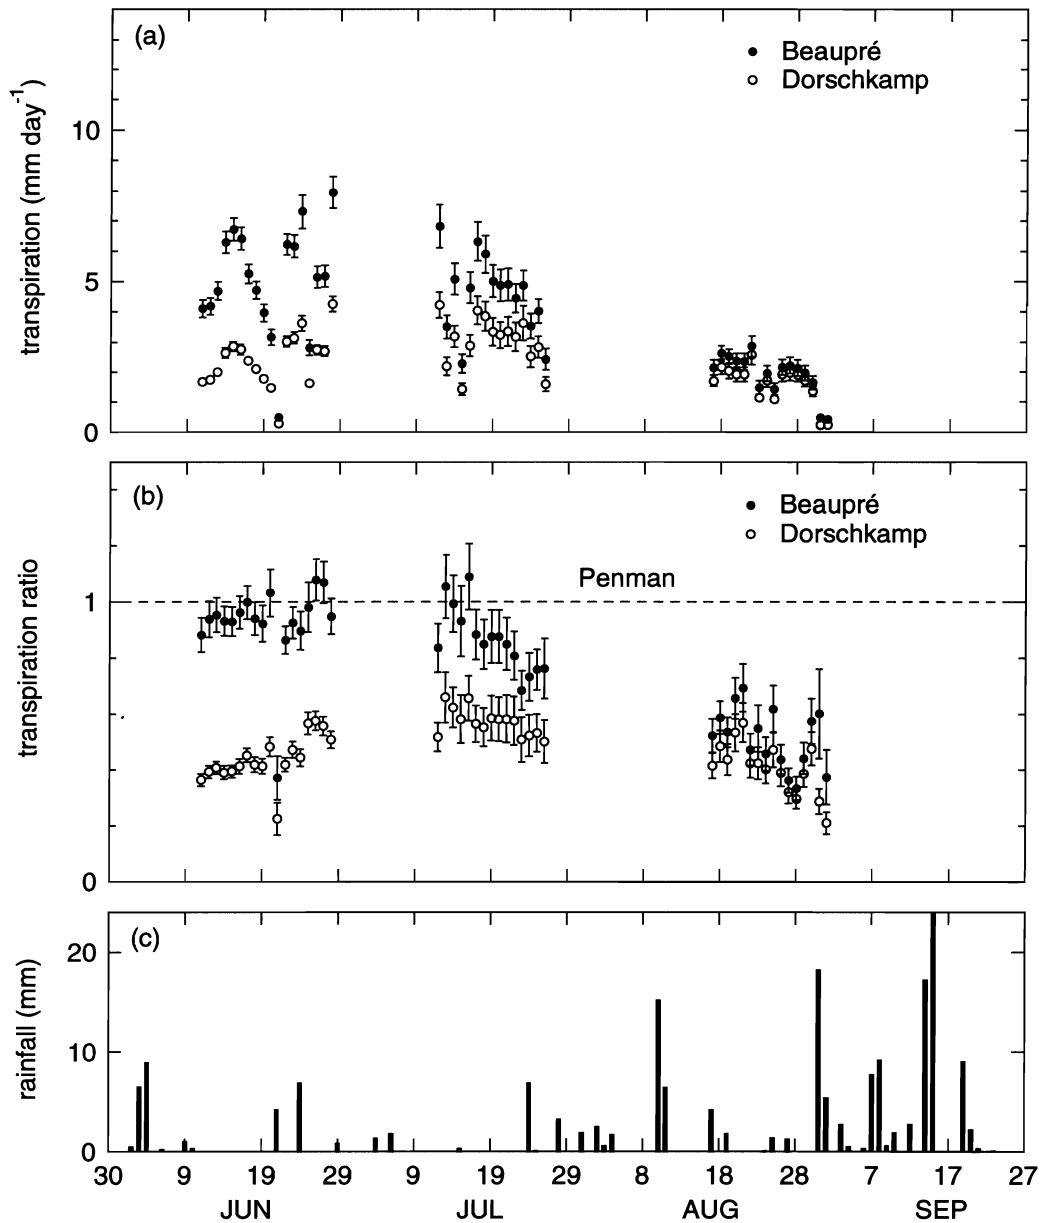 (a)
Beaupré
Dorschkamp
transpiration (mm day-1)
10
5
0
(b)
Beaupré
Dorschkamp
Penman
transpiration ratio
1
0
(c)
rainfall (mm)
20
10
0
30 9 19 29 9 19 29 8 18 28 7 17 27
JUN JUL AUG SEP